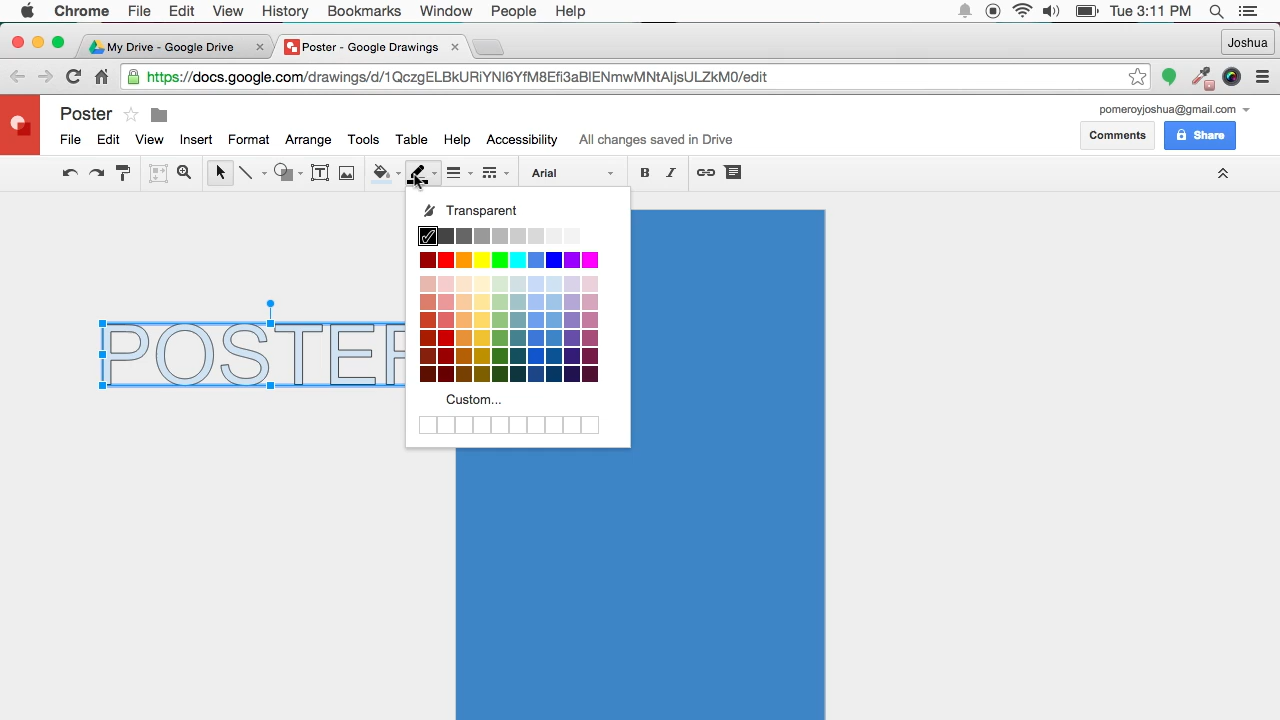 Chrome File Edit View History Bookmarks Window People Help Tue 3:11 PM
My Drive - Google Drive Poster - Google Drawings Joshua
https://docs.google.com/drawings/d/1QczgELBkURiYNI6YfM8Efi3aBIENmwMNtAIjsULZkM0/edit
Poster pomeroyjoshua@gmail.com
File Edit View Insert Format Arrange Tools Table Help Accessibility All changes saved in Drive Comments Share
Arial B I
Transparent
POSTER
Custom...